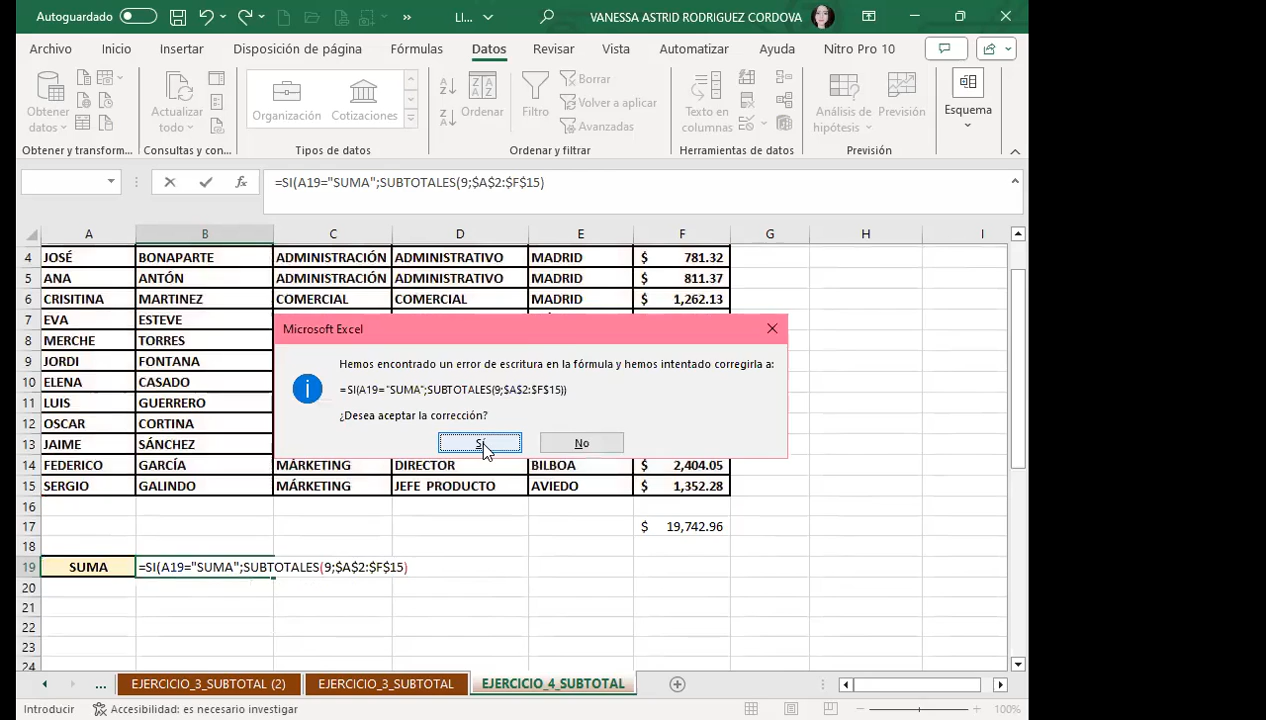 Autoguardado
LI...
VANESSA ASTRID RODRIGUEZ CORDOVA
Archivo Inicio Insertar Disposición de página Fórmulas Datos Revisar Vista Automatizar Ayuda Nitro Pro 10
Obtener datos
Actualizar todo
Organización Cotizaciones
Ordenar
Filtro
Borrar
Volver a aplicar
Avanzadas
Texto en columnas
Análisis de hipótesis
Previsión
Esquema
Obtener y transform... Consultas y con... Tipos de datos Ordenar y filtrar Herramientas de datos Previsión
=SI(A19="SUMA";SUBTOTALES(9;$A$2:$F$15)
A B C D E F G H I
4 JOSÉ BONAPARTE ADMINISTRACIÓN ADMINISTRATIVO MADRID $ 781.32
5 ANA ANTÓN ADMINISTRACIÓN ADMINISTRATIVO MADRID $ 811.37
6 CRISITINA MARTINEZ COMERCIAL COMERCIAL MADRID $ 1,262.13
7 EVA ESTEVE
8 MERCHE TORRES
9 JORDI FONTANA
10 ELENA CASADO
11 LUIS GUERRERO
12 OSCAR CORTINA
13 JAIME SÁNCHEZ
14 FEDERICO GARCÍA MÁRKETING DIRECTOR BILBOA $ 2,404.05
15 SERGIO GALINDO MÁRKETING JEFE PRODUCTO AVIEDO $ 1,352.28
16
17 $ 19,742.96
18
19 SUMA =SI(A19="SUMA";SUBTOTALES(9;$A$2:$F$15)
20
21
22
23
24
Microsoft Excel
Hemos encontrado un error de escritura en la fórmula y hemos intentado corregirla a:
=SI(A19="SUMA";SUBTOTALES(9;$A$2:$F$15))
¿Desea aceptar la corrección?
Sí No
... EJERCICIO_3_SUBTOTAL (2) EJERCICIO_3_SUBTOTAL EJERCICIO_4_SUBTOTAL
Introducir Accesibilidad: es necesario investigar 100%